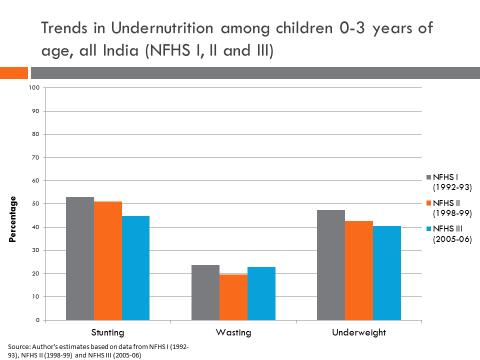 Trends in Undernutrition among children 0-3 years of
age, all India (NFHS I, II and III)
100
90
80
70
60
50
40
30
20
10
0
Percentage
Stunting
Wasting
Underweight
NFHS I
(1992-93)
NFHS II
(1998-99)
NFHS III
(2005-06)
Source: Author's estimates based on data from NFHS I (1992-
93), NFHS II (1998-99) and NFHS III (2005-06)